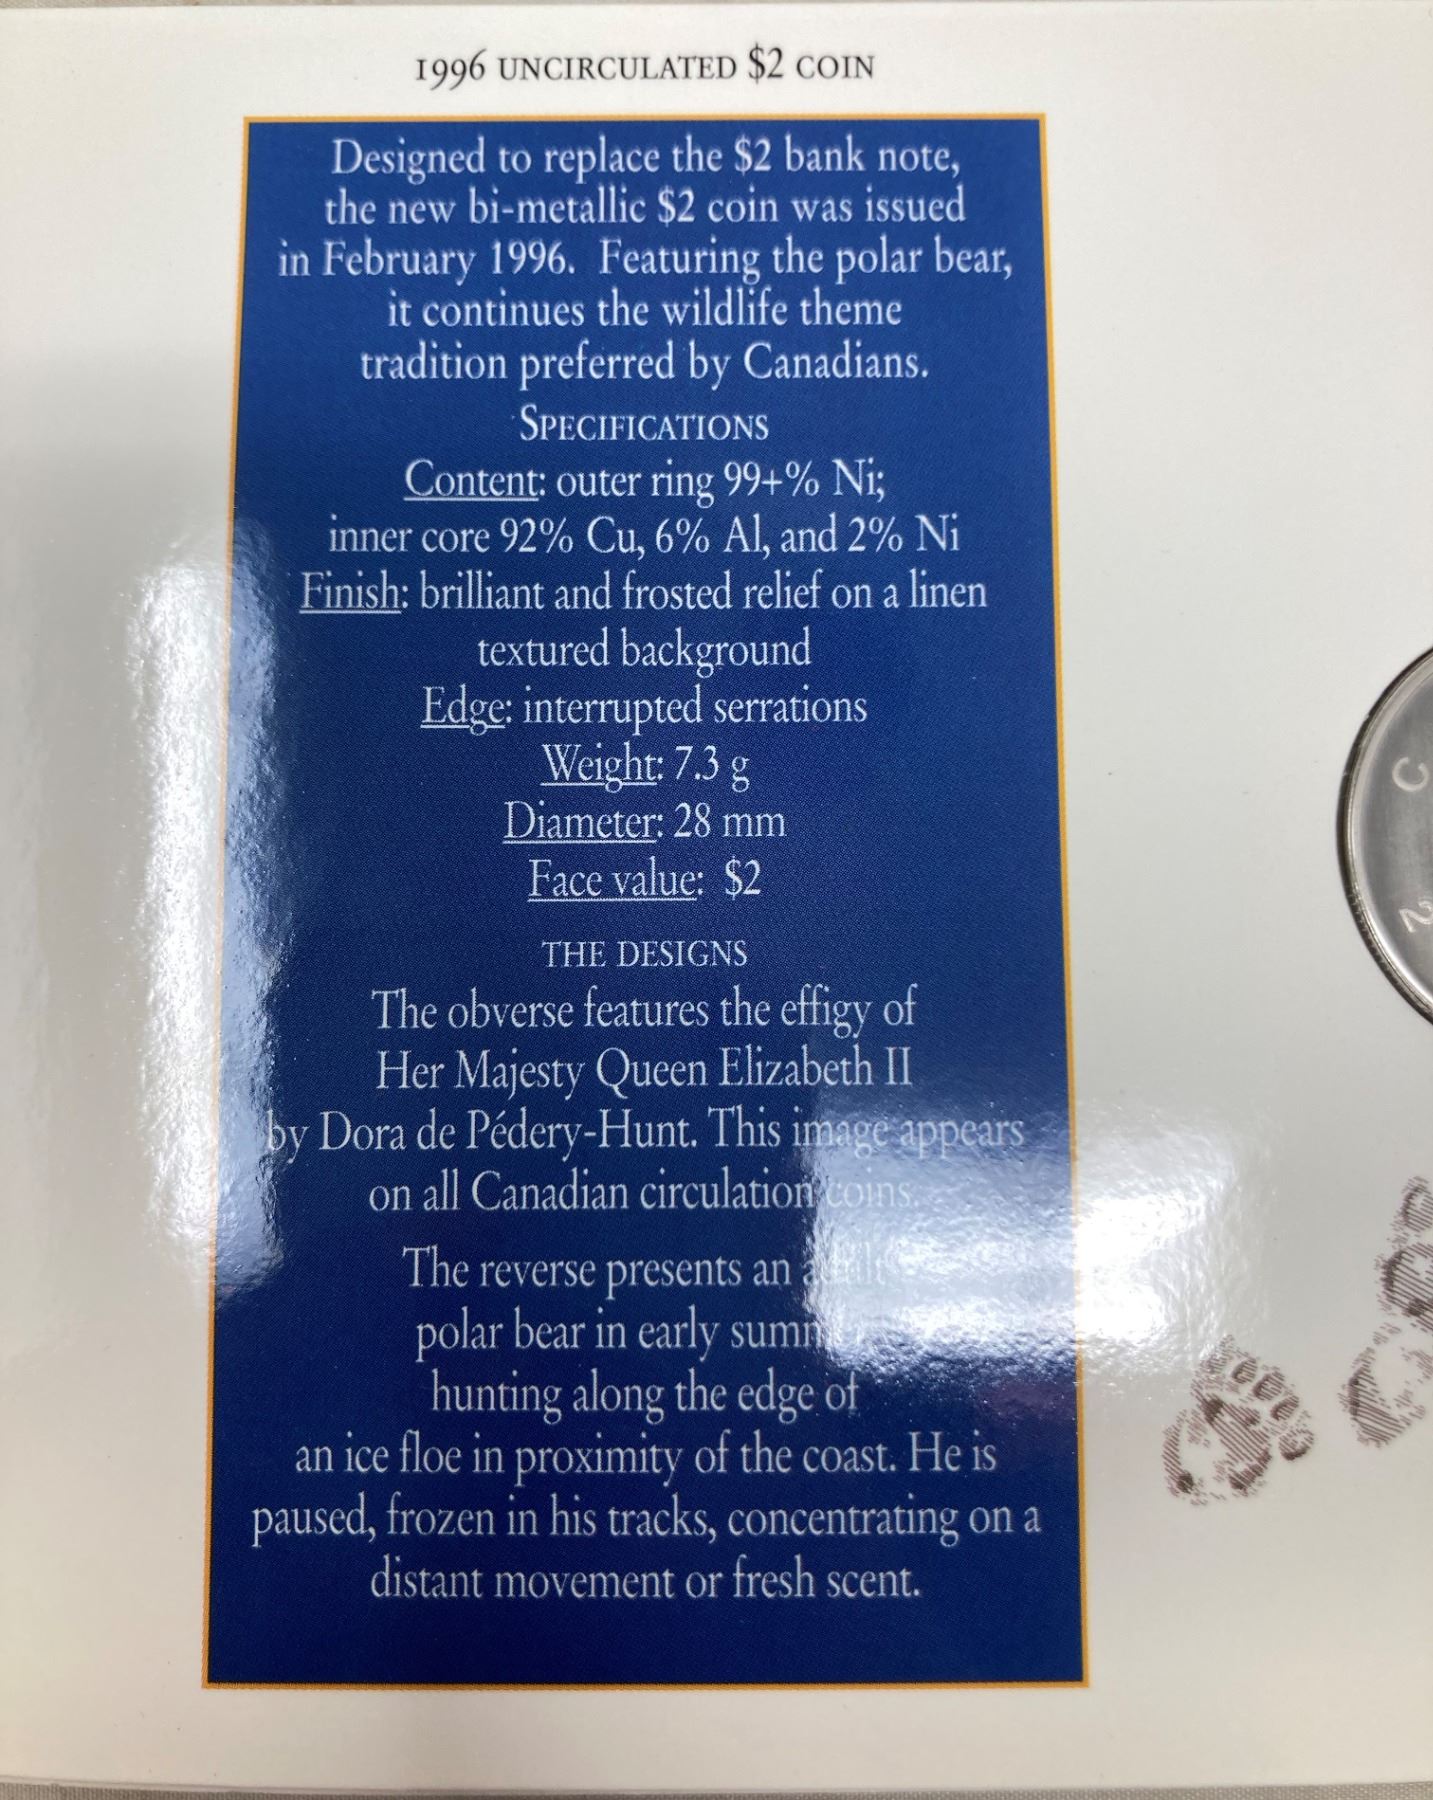 1996 UNCIRCULATED $2 COIN
Designed to replace the $2 bank note,
the new bi-metallic $2 coin was issued
in February 1996. Featuring the polar bear,
it continues the wildlife theme
tradition preferred by Canadians.
SPECIFICATIONS
Content: outer ring 99+% Ni;
inner core 92% Cu, 6% Al, and 2% Ni
Finish: brilliant and frosted relief on a linen
textured background
Edge: interrupted serrations
Weight: 7.3 g
Diameter: 28 mm
Face value: $2
THE DESIGNS
The obverse features the effigy of
Her Majesty Queen Elizabeth II
by Dora de Pédery-Hunt. This image appears
on all Canadian circulation coins.
The reverse presents an adult
polar bear in early
hunting along the edge of
an ice floe in proximity of the coast. He is
paused, frozen in his tracks, concentrating on a
distant movement or fresh scent.
C
2